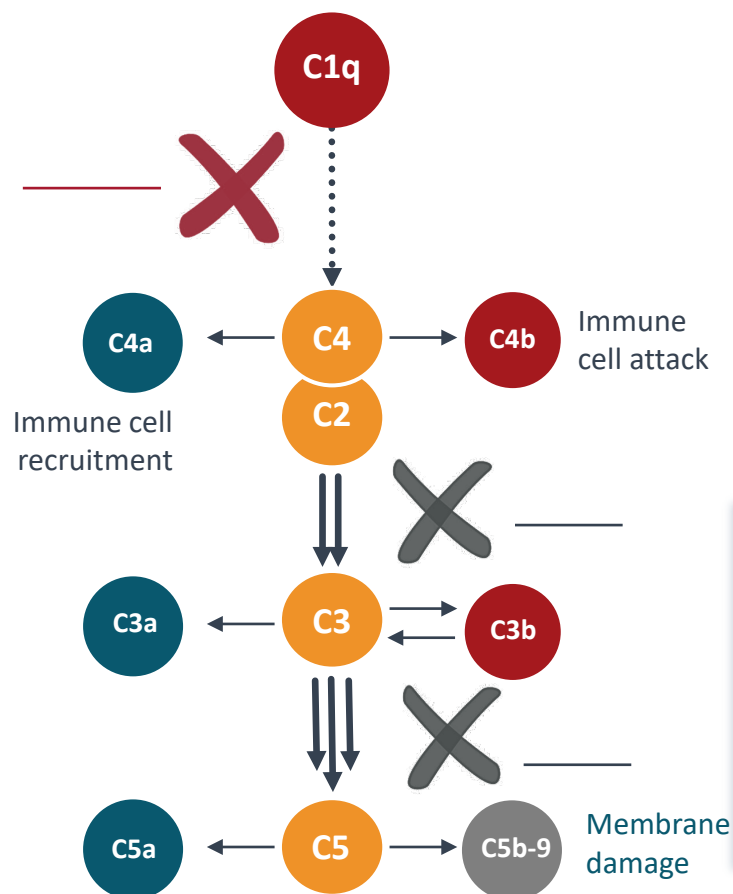 C1q
C4a
C4
C4b
Immune
cell attack
C2
Immune cell
recruitment
C3a
C3
C3b
C5a
C5
C5b-9
Membrane
damage